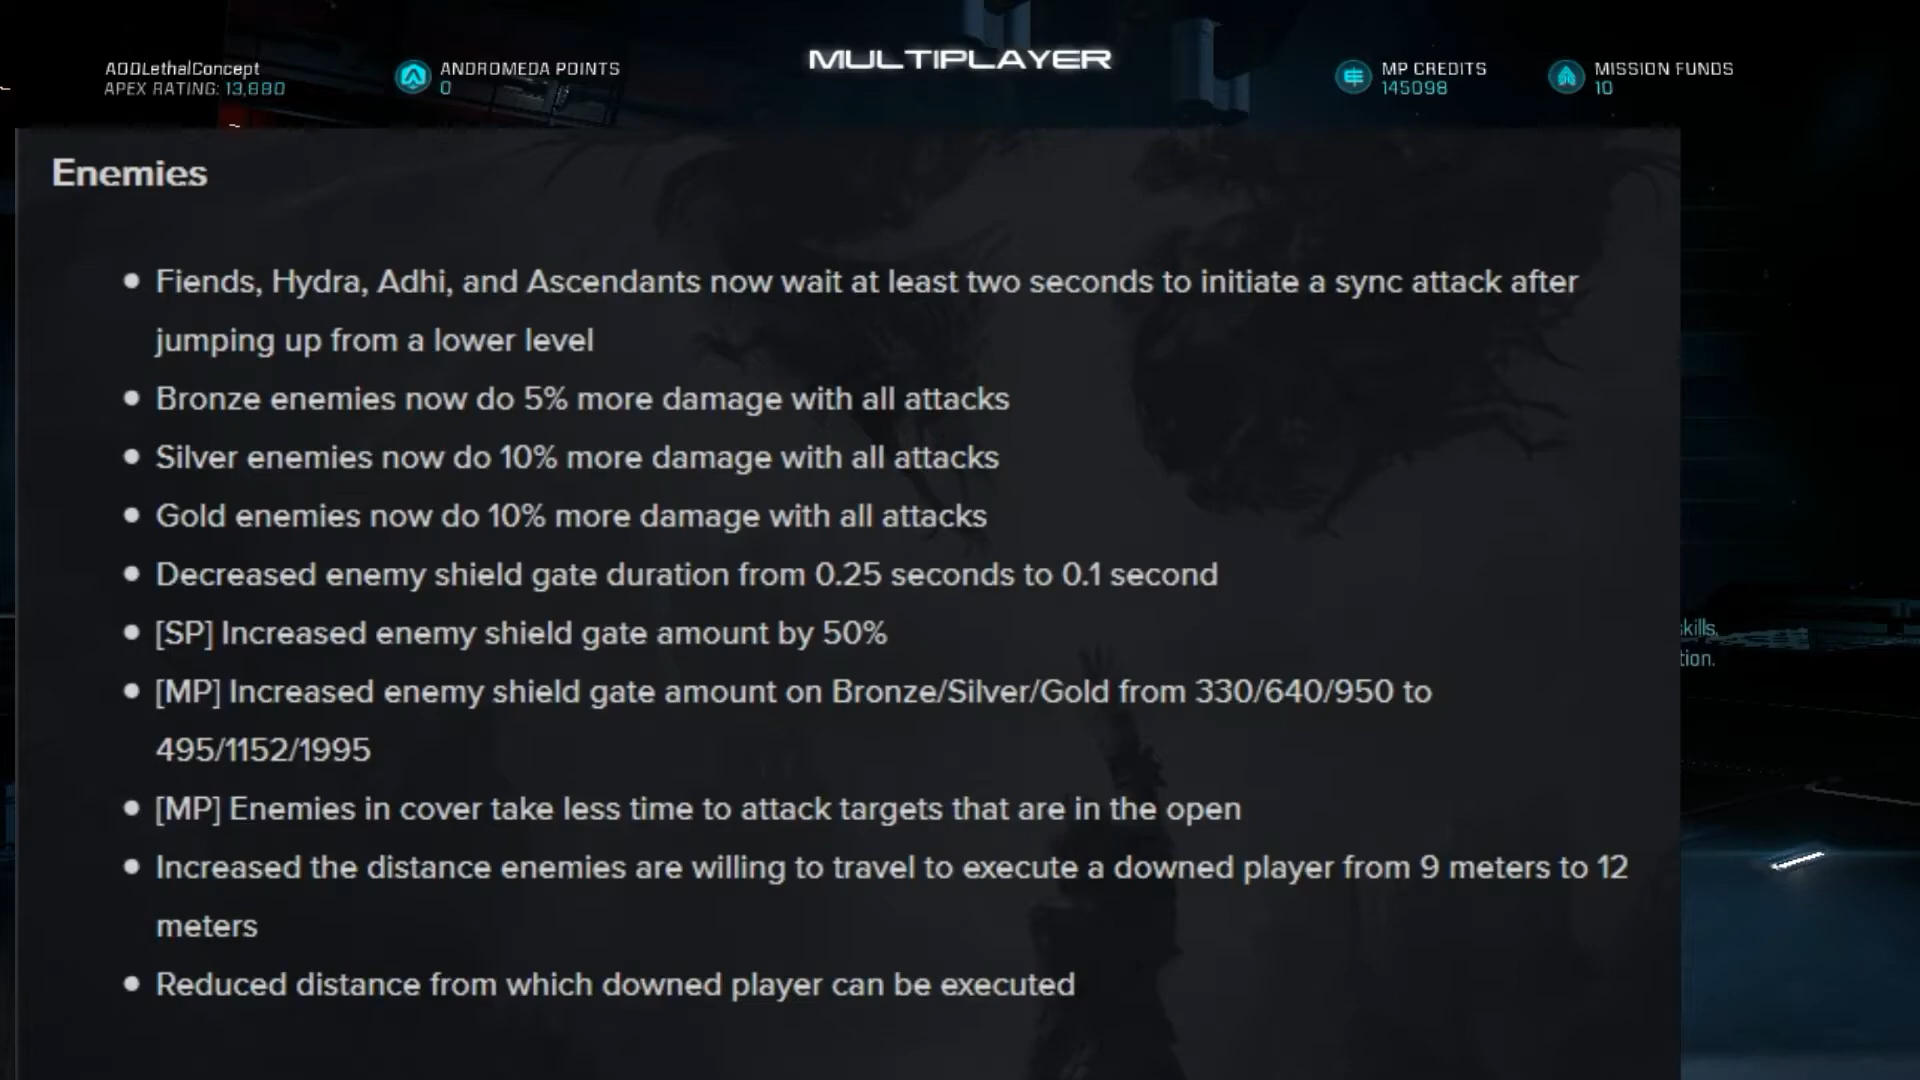 AODLethalConcept
APEX RATING: 13,880
ANDROMEDA POINTS
0
MULTIPLAYER
MP CREDITS
145098
MISSION FUNDS
10
Enemies
Fiends, Hydra, Adhi, and Ascendants now wait at least two seconds to initiate a sync attack after
jumping up from a lower level
Bronze enemies now do 5% more damage with all attacks
Silver enemies now do 10% more damage with all attacks
Gold enemies now do 10% more damage with all attacks
Decreased enemy shield gate duration from 0.25 seconds to 0.1 second
[SP] Increased enemy shield gate amount by 50%
[MP] Increased enemy shield gate amount on Bronze/Silver/Gold from 330/640/950 to
495/1152/1995
[MP] Enemies in cover take less time to attack targets that are in the open
Increased the distance enemies are willing to travel to execute a downed player from 9 meters to 12
meters
Reduced distance from which downed player can be executed
skills.
tion.